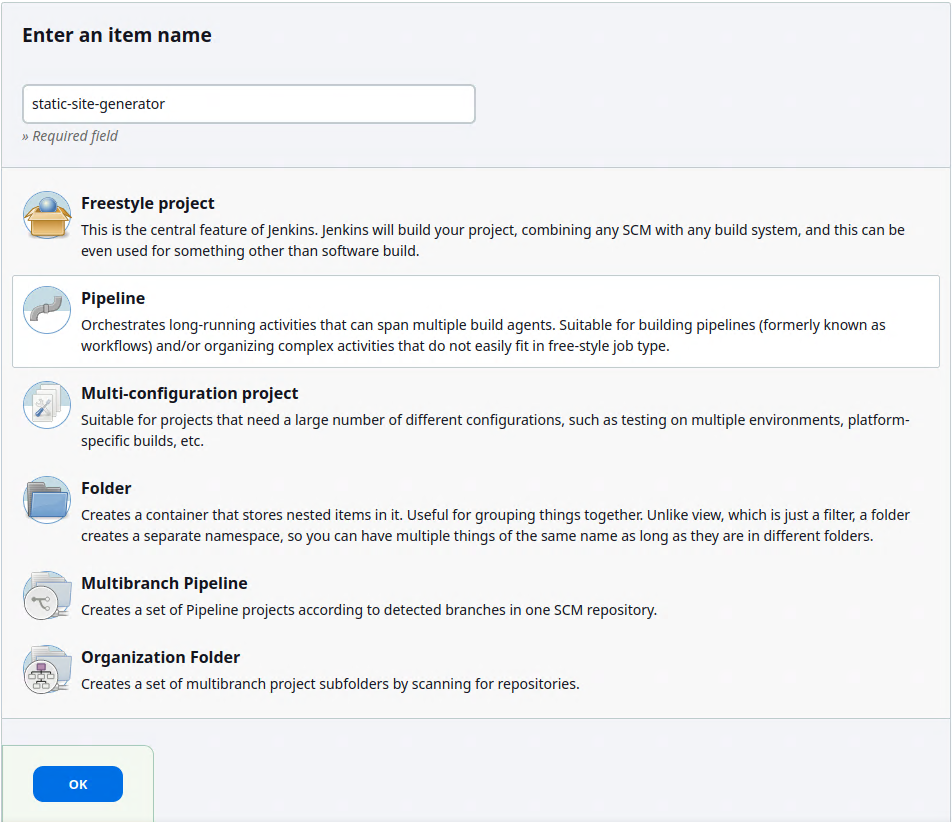 Enter an item name
static-site-generator
» Required field
Freestyle project
This is the central feature of Jenkins. Jenkins will build your project, combining any SCM with any build system, and this can be
even used for something other than software build.
Pipeline
Orchestrates long-running activities that can span multiple build agents. Suitable for building pipelines (formerly known as
workflows) and/or organizing complex activities that do not easily fit in free-style job type.
Multi-configuration project
Suitable for projects that need a large number of different configurations, such as testing on multiple environments, platform-
specific builds, etc.
Folder
Creates a container that stores nested items in it. Useful for grouping things together. Unlike view, which is just a filter, a folder
creates a separate namespace, so you can have multiple things of the same name as long as they are in different folders.
Multibranch Pipeline
Creates a set of Pipeline projects according to detected branches in one SCM repository.
Organization Folder
Creates a set of multibranch project subfolders by scanning for repositories.
OK